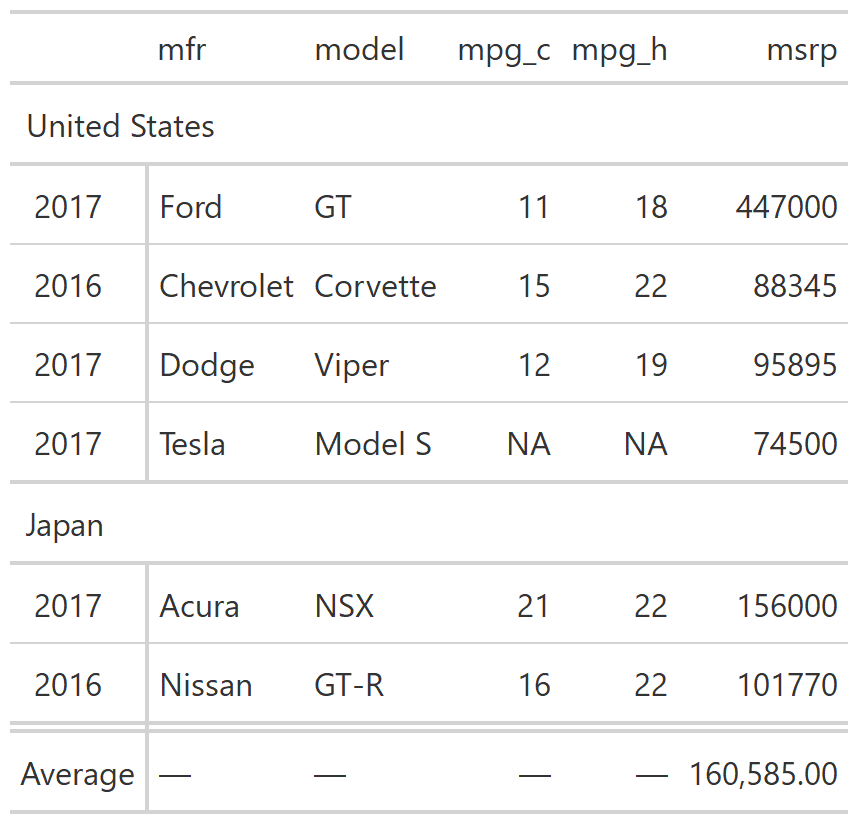 mfr model mpg_c mpg_h msrp
United States
2017 Ford GT 11 18 447000
2016 Chevrolet Corvette 15 22 88345
2017 Dodge Viper 12 19 95895
2017 Tesla Model S NA NA 74500
Japan
2017 Acura NSX 21 22 156000
2016 Nissan GT-R 16 22 101770
Average — — — — 160,585.00